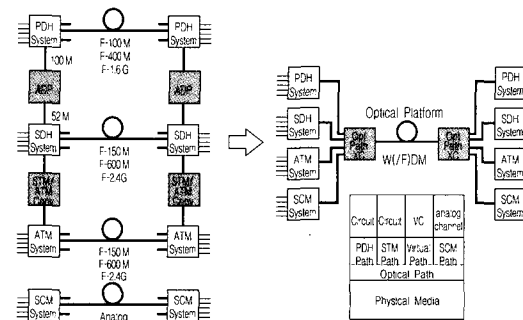 PDH System
PDH System
F-100 M
F-400 M
F-1.6 G
100 M
ADP
ADP
52 M
SDH System
SDH System
F-150 M
F-600 M
F-2.4G
STM/ ATM
STM/ ATM
ATM System
ATM System
F-150 M
F-600 M
F-2.4G
SCM System
SCM System
Analog
PDH System
PDH System
SDH System
SDH System
Optical Platform
Opt Path XC
Opt Path XC
W(/F)DM
ATM System
ATM System
SCM System
SCM System
Circuit
Circuit
VC
analog channel
PDH Path
STM Path
Virtual Path
SCM Path
Optical Path
Physical Media